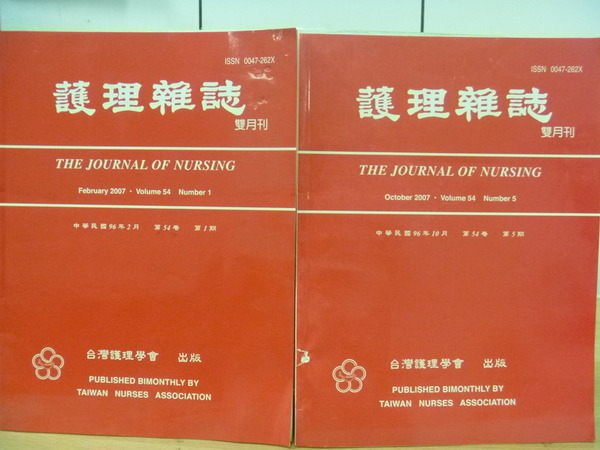 ISSN 0047-262X
護理雜誌
雙月刊
THE JOURNAL OF NURSING
February 2007 · Volume 54 Number 1
中華民國96年2月 第54卷 第1期
台灣護理學會 出版
PUBLISHED BIMONTHLY BY
TAIWAN NURSES ASSOCIATION
ISSN 0047-262X
護理雜誌
雙月刊
THE JOURNAL OF NURSING
October 2007 · Volume 54 Number 5
中華民國96年10月 第54卷 第5期
台灣護理學會 出版
PUBLISHED BIMONTHLY BY
TAIWAN NURSES ASSOCIATION